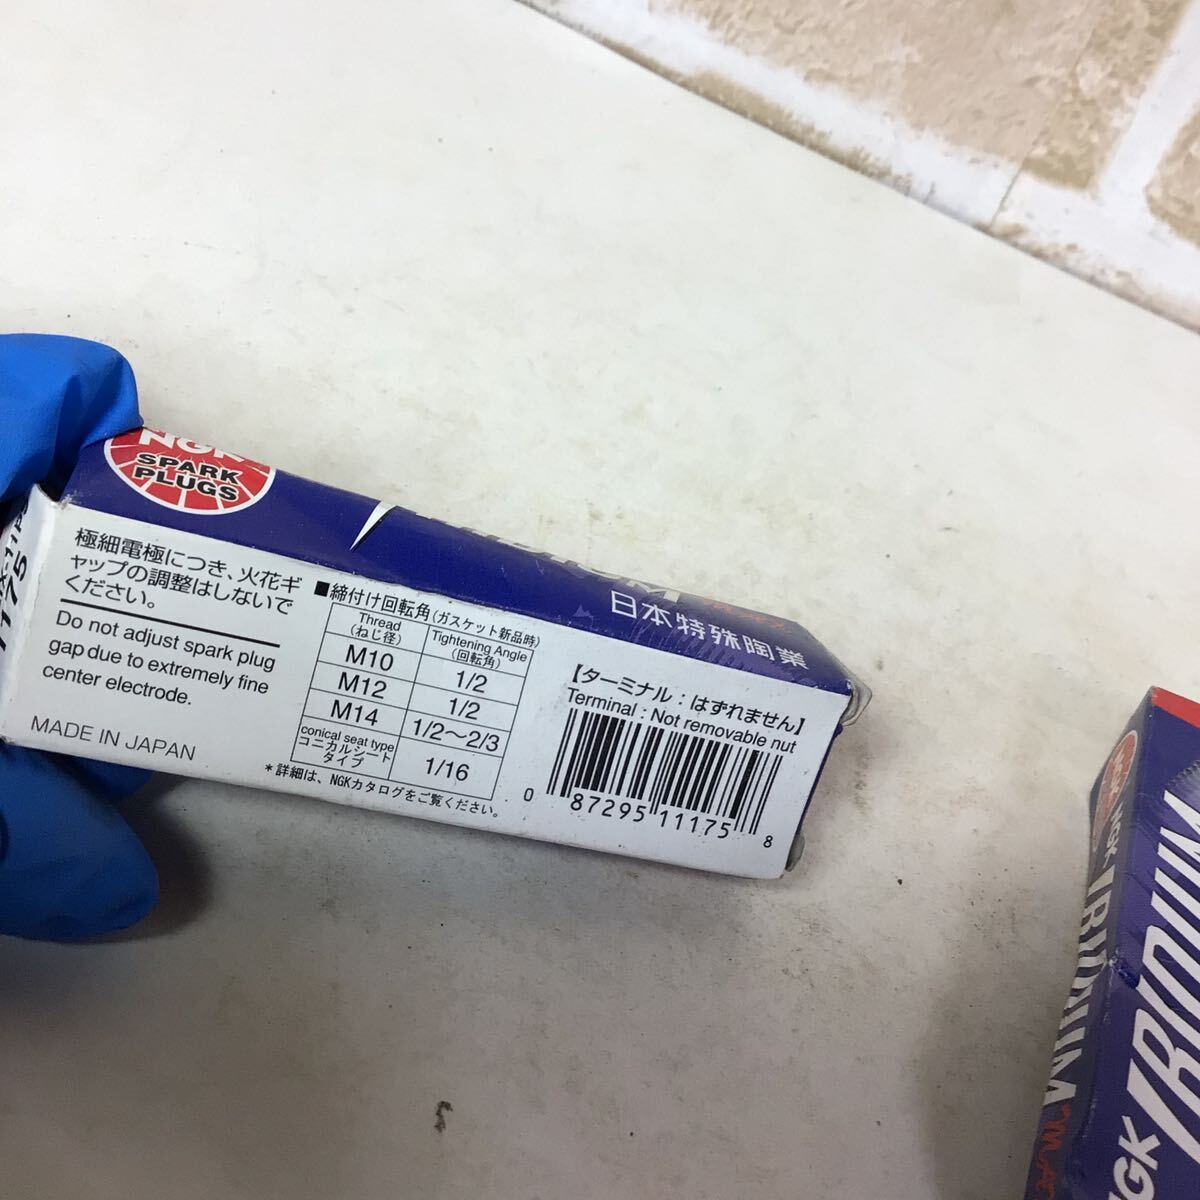 NGK
SPARK
PLUGS
日本特殊陶業
11175
極細電極につき、火花ギ
ャップの調整はしないで
ください。
Do not adjust spark plug
gap due to extremely fine
center electrode.
MADE IN JAPAN
■締付け回転角(ガスケット新品時)
Thread
(ねじ径)
Tightening Angle
(回転角)
M10 1/2
M12 1/2
M14 1/2〜2/3
conical seat type
コニカルシート
タイプ
1/16
*詳細は、NGKカタログをご覧ください。
【ターミナル：はずれません】
Terminal : Not removable nut
0 87295 11175 8
NGK
IRIDIUM
NGK
IRIDIUM